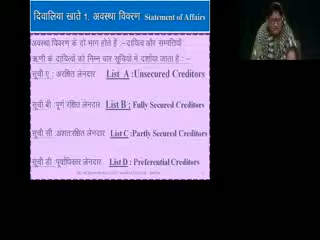 दिवालिया खाते 1. अवस्था विवरण Statement of Affairs
अवस्था विवरण के दो भाग होते हैं :- दायित्व और सम्पत्तियाँ
ऋणी के दायित्वों को निम्न चार सूचियों में दर्शाया जाता है : –
सूची ए : अरक्षित लेनदार List A :Unsecured Creditors
सूची बी : पूर्ण रक्षित लेनदार List B : Fully Secured Creditors
सूची सी : अंशत:रक्षित लेनदार List C :Partly Secured Creditors
सूची डी : पूर्वाधिकार लेनदार List D : Preferential Creditors